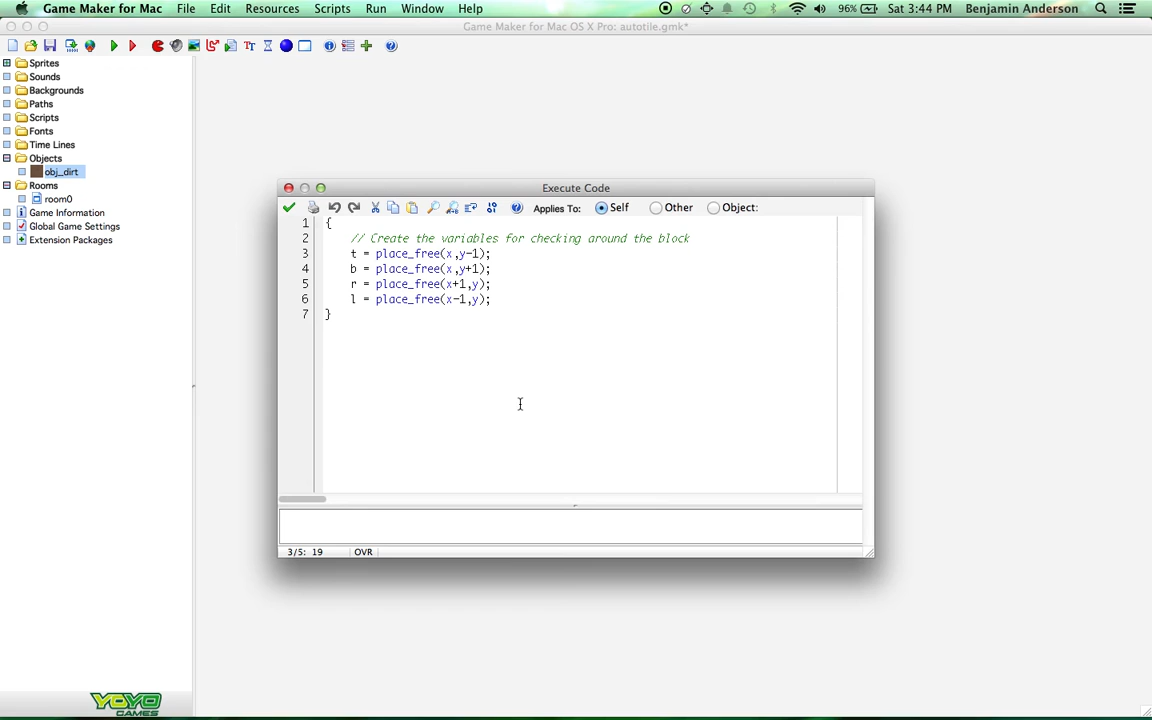 Game Maker for Mac File Edit Resources Scripts Run Window Help 96% Sat 3:44 PM Benjamin Anderson
Game Maker for Mac OS X Pro: autotile.gmk*
Sprites
Sounds
Backgrounds
Paths
Scripts
Fonts
Time Lines
Objects
obj_dirt
Rooms
room0
Game Information
Global Game Settings
Extension Packages
Execute Code
Applies To: Self Other Object:
1 {
2 // Create the variables for checking around the block
3 t = place_free(x,y-1);
4 b = place_free(x,y+1);
5 r = place_free(x+1,y);
6 l = place_free(x-1,y);
7 }
3/5: 19 OVR
YOYO
GAMES